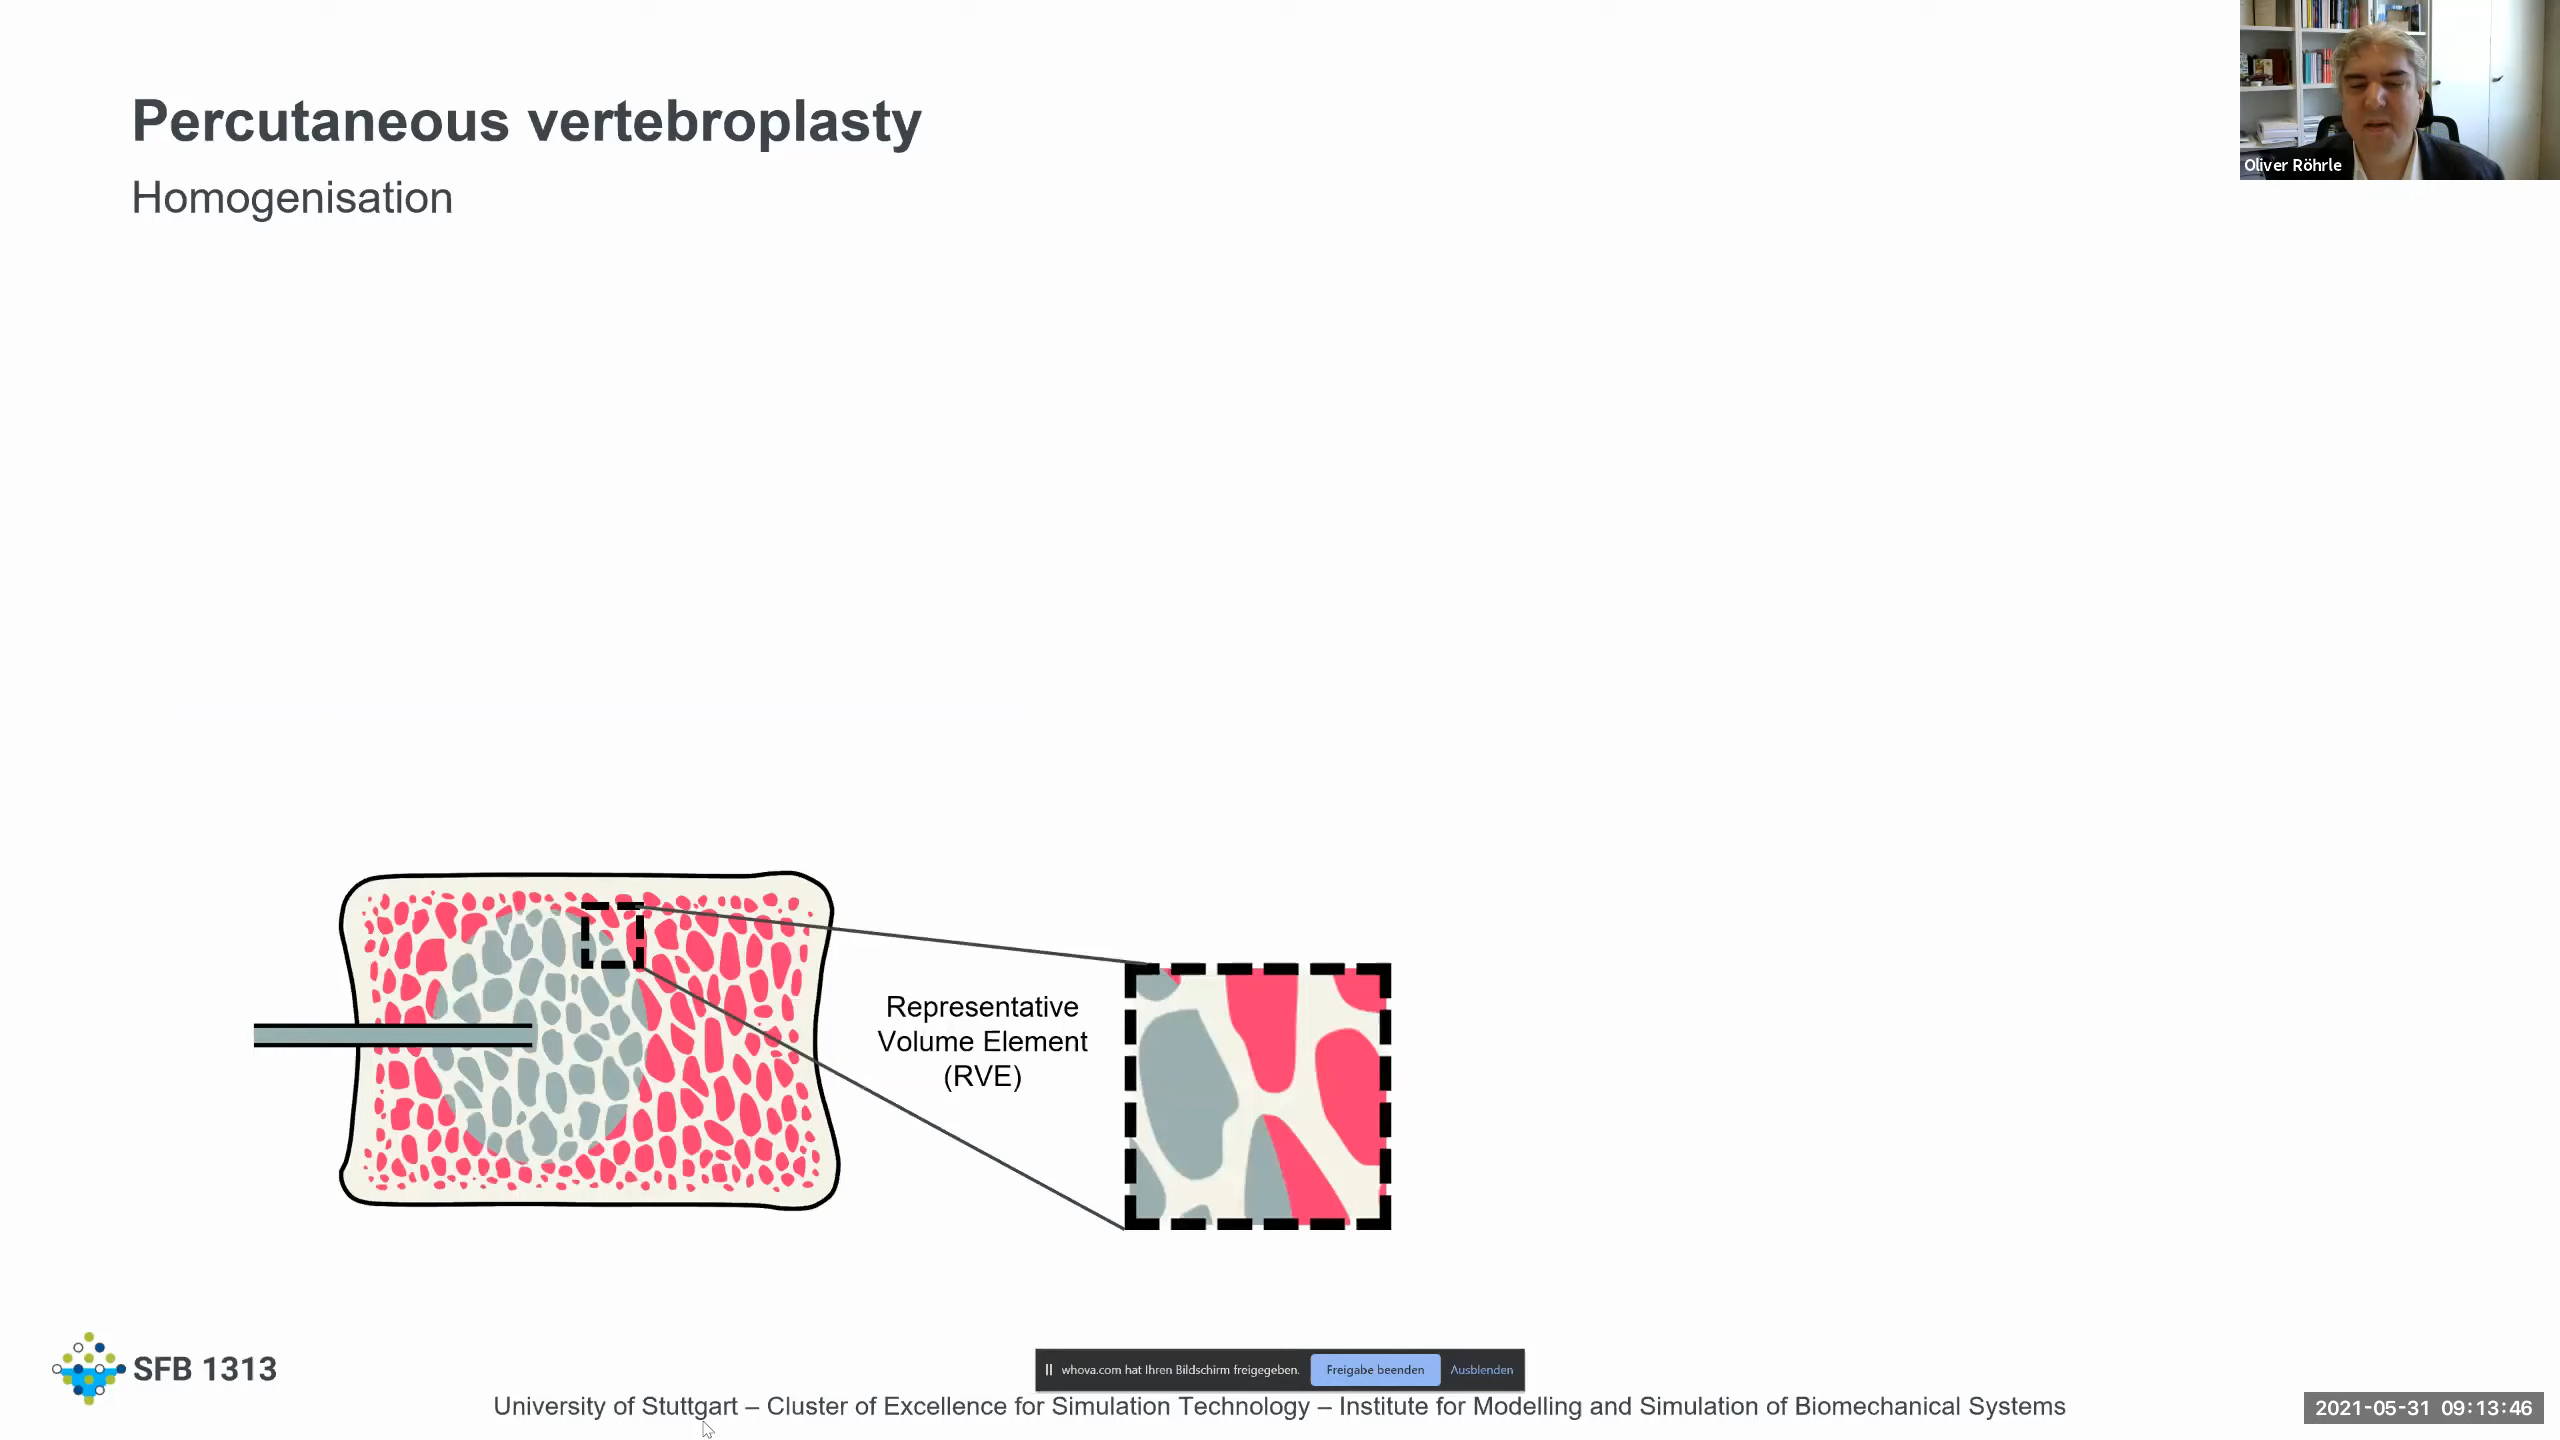 Percutaneous vertebroplasty
Homogenisation
Oliver Röhrle
Representative
Volume Element
(RVE)
SFB 1313
whova.com hat Ihren Bildschirm freigegeben. Freigabe beenden Ausblenden
University of Stuttgart – Cluster of Excellence for Simulation Technology – Institute for Modelling and Simulation of Biomechanical Systems
2021-05-31 09:13:46